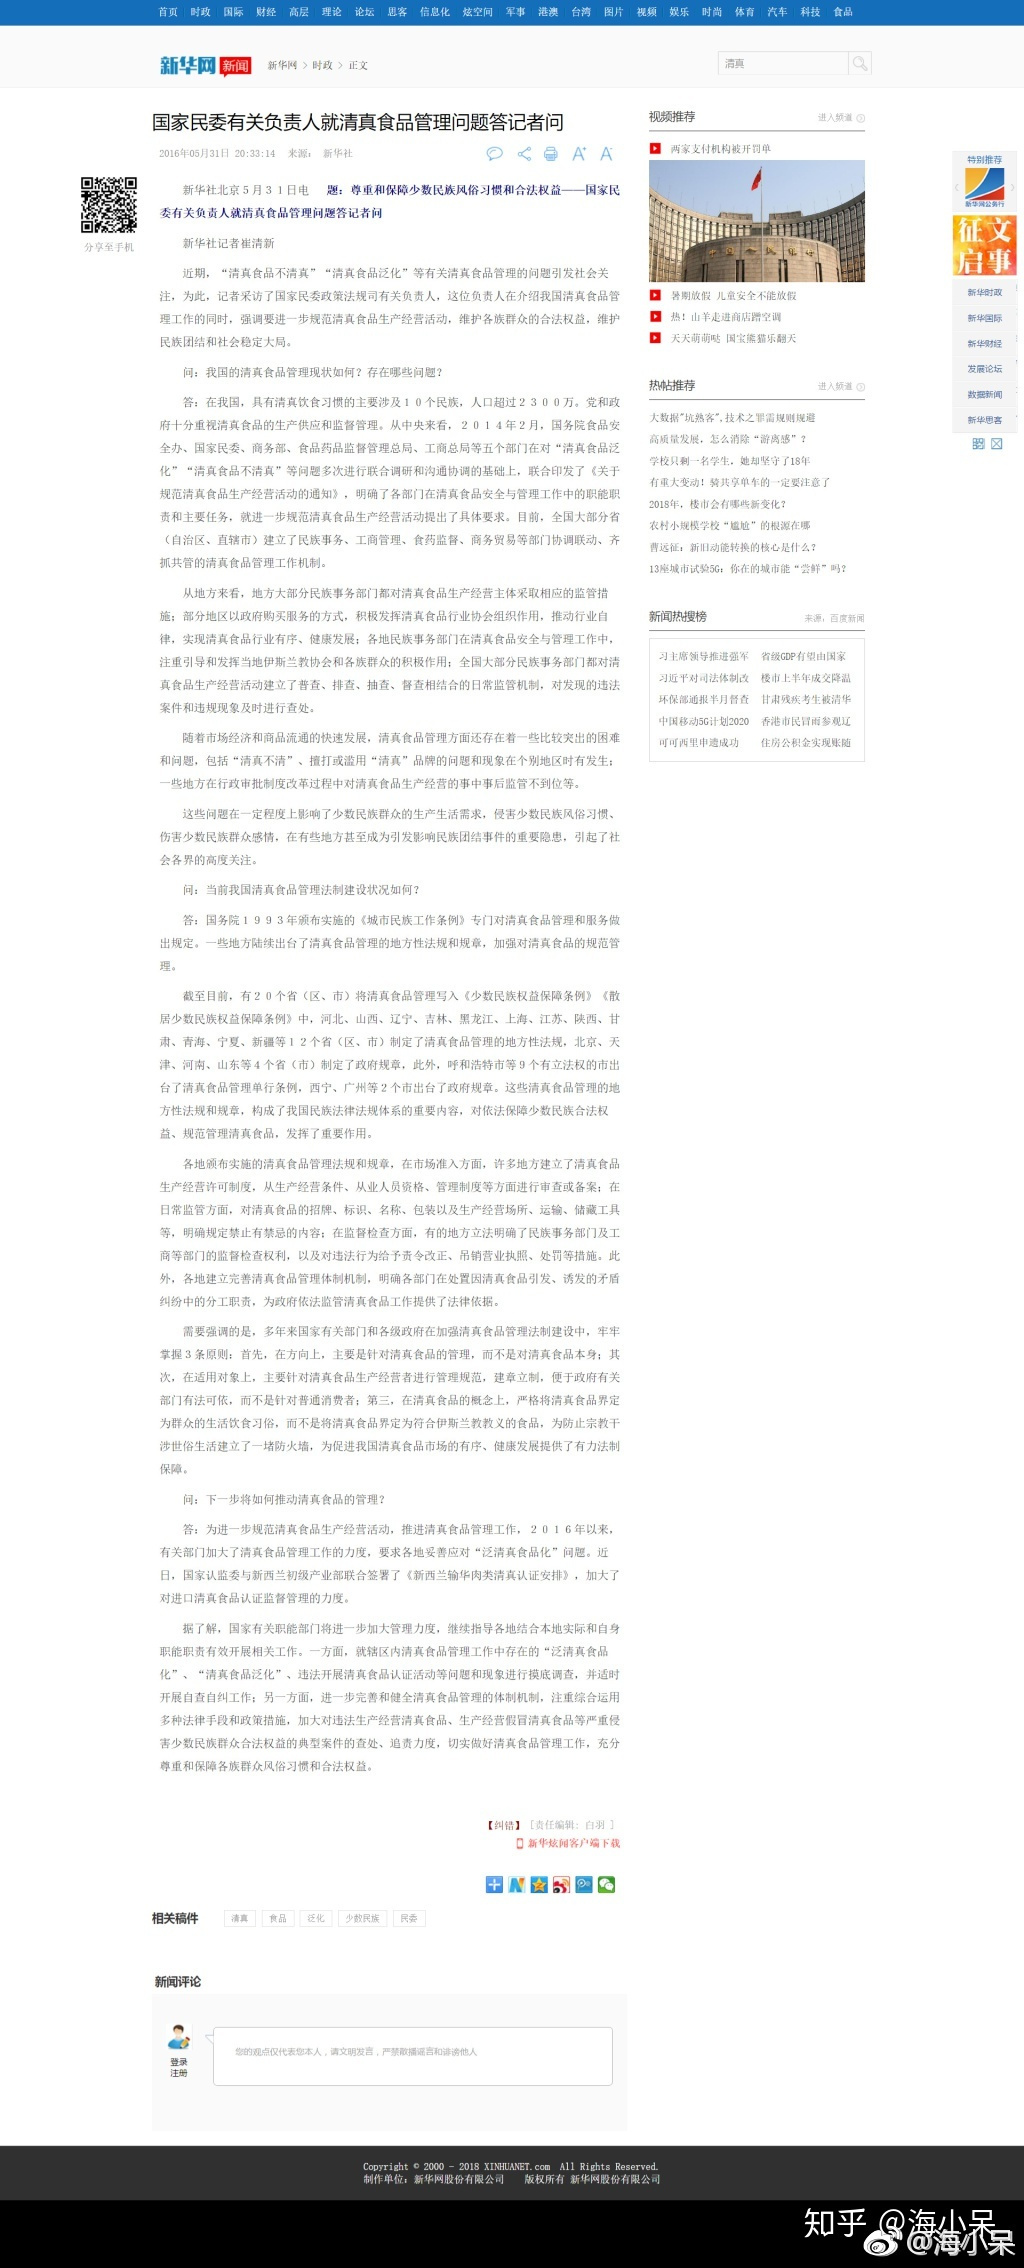 首页 时政 国际 财经 高层 理论 论坛 思客 信息化 炫空间 军事 港澳 台湾 图片 视频 娱乐 时尚 体育 汽车 科技 食品
新华网 新闻 新华网 > 时政 > 正文
清真
国家民委有关负责人就清真食品管理问题答记者问
2016年05月31日 20:33:14 来源： 新华社
分享至手机
新华社北京５月３１日电 题：尊重和保障少数民族风俗习惯和合法权益——国家民
委有关负责人就清真食品管理问题答记者问
新华社记者崔清新
近期，“清真食品不清真”“清真食品泛化”等有关清真食品管理的问题引发社会关
注，为此，记者采访了国家民委政策法规司有关负责人，这位负责人在介绍我国清真食品管
理工作的同时，强调要进一步规范清真食品生产经营活动，维护各族群众的合法权益，维护
民族团结和社会稳定大局。
问：我国的清真食品管理现状如何？存在哪些问题？
答：在我国，具有清真饮食习惯的主要涉及１０个民族，人口超过２３００万。党和政
府十分重视清真食品的生产供应和监督管理。从中央来看，２０１４年２月，国务院食品安
全办、国家民委、商务部、食品药品监督管理总局、工商总局等五个部门在对“清真食品泛
化”“清真食品不清真”等问题多次进行联合调研和沟通协调的基础上，联合印发了《关于
规范清真食品生产经营活动的通知》，明确了各部门在清真食品安全与管理工作中的职能职
责和主要任务，就进一步规范清真食品生产经营活动提出了具体要求。目前，全国大部分省
（自治区、直辖市）建立了民族事务、工商管理、食药监督、商务贸易等部门协调联动、齐
抓共管的清真食品管理工作机制。
从地方来看，地方大部分民族事务部门都对清真食品生产经营主体采取相应的监管措
施；部分地区以政府购买服务的方式，积极发挥清真食品行业协会组织作用，推动行业自
律，实现清真食品行业有序、健康发展；各地民族事务部门在清真食品安全与管理工作中，
注重引导和发挥当地伊斯兰教协会和各族群众的积极作用；全国大部分民族事务部门都对清
真食品生产经营活动建立了普查、排查、抽查、督查相结合的日常监管机制，对发现的违法
案件和违规现象及时进行查处。
随着市场经济和商品流通的快速发展，清真食品管理方面还存在着一些比较突出的困难
和问题，包括“清真不清”、擅打或滥用“清真”品牌的问题和现象在个别地区时有发生；
一些地方在行政审批制度改革过程中对清真食品生产经营的事中事后监管不到位等。
这些问题在一定程度上影响了少数民族群众的生产生活需求，侵害少数民族风俗习惯、
伤害少数民族群众感情，在有些地方甚至成为引发影响民族团结事件的重要隐患，引起了社
会各界的高度关注。
问：当前我国清真食品管理法制建设状况如何？
答：国务院１９９３年颁布实施的《城市民族工作条例》专门对清真食品管理和服务做
出规定。一些地方陆续出台了清真食品管理的地方性法规和规章，加强对清真食品的规范管
理。
截至目前，有２０个省（区、市）将清真食品管理写入《少数民族权益保障条例》《散
居少数民族权益保障条例》中，河北、山西、辽宁、吉林、黑龙江、上海、江苏、陕西、甘
肃、青海、宁夏、新疆等１２个省（区、市）制定了清真食品管理的地方性法规，北京、天
津、河南、山东等４个省（市）制定了政府规章，此外，呼和浩特市等９个有立法权的市出
台了清真食品管理单行条例，西宁、广州等２个市出台了政府规章。这些清真食品管理的地
方性法规和规章，构成了我国民族法律法规体系的重要内容，对依法保障少数民族合法权
益、规范管理清真食品，发挥了重要作用。
各地颁布实施的清真食品管理法规和规章，在市场准入方面，许多地方建立了清真食品
生产经营许可制度，从生产经营条件、从业人员资格、管理制度等方面进行审查或备案；在
日常监管方面，对清真食品的招牌、标识、名称、包装以及生产经营场所、运输、储藏工具
等，明确规定禁止有禁忌的内容；在监督检查方面，有的地方立法明确了民族事务部门及工
商等部门的监督检查权利，以及对违法行为给予责令改正、吊销营业执照、处罚等措施。此
外，各地建立完善清真食品管理体制机制，明确各部门在处置因清真食品引发、诱发的矛盾
纠纷中的分工职责，为政府依法监管清真食品工作提供了法律依据。
需要强调的是，多年来国家有关部门和各级政府在加强清真食品管理法制建设中，牢牢
掌握３条原则：首先，在方向上，主要是针对清真食品的管理，而不是对清真食品本身；其
次，在适用对象上，主要针对清真食品生产经营者进行管理规范，建章立制，便于政府有关
部门有法可依，而不是针对普通消费者；第三，在清真食品的概念上，严格将清真食品界定
为群众的生活饮食习俗，而不是将清真食品界定为符合伊斯兰教教义的食品，为防止宗教干
涉世俗生活建立了一堵防火墙，为促进我国清真食品市场的有序、健康发展提供了有力法制
保障。
问：下一步将如何推动清真食品的管理？
答：为进一步规范清真食品生产经营活动，推进清真食品管理工作，２０１６年以来，
有关部门加大了清真食品管理工作的力度，要求各地妥善应对“泛清真食品化”问题。近
日，国家认监委与新西兰初级产业部联合签署了《新西兰输华肉类清真认证安排》，加大了
对进口清真食品认证监督管理的力度。
据了解，国家有关职能部门将进一步加大管理力度，继续指导各地结合本地实际和自身
职能职责有效开展相关工作。一方面，就辖区内清真食品管理工作中存在的“泛清真食品
化”、“清真食品泛化”、违法开展清真食品认证活动等问题和现象进行摸底调查，并适时
开展自查自纠工作；另一方面，进一步完善和健全清真食品管理的体制机制，注重综合运用
多种法律手段和政策措施，加大对违法生产经营清真食品、生产经营假冒清真食品等严重侵
害少数民族群众合法权益的典型案件的查处、追责力度，切实做好清真食品管理工作，充分
尊重和保障各族群众风俗习惯和合法权益。
【纠错】 [责任编辑: 白羽 ]
新华炫闻客户端下载
相关稿件 清真 食品 泛化 少数民族 民委
新闻评论
登录
注册
您的观点仅代表您本人，请文明发言，严禁散播谣言和诽谤他人
视频推荐 进入频道
两家支付机构被开罚单
暑期放假 儿童安全不能放假
热！山羊走进商店蹭空调
天天萌萌哒 国宝熊猫乐翻天
热帖推荐 进入频道
大数据"坑熟客",技术之罪需规则规避
高质量发展，怎么消除“游离感”？
学校只剩一名学生，她却坚守了18年
有重大变动！骑共享单车的一定要注意了
2018年，楼市会有哪些新变化？
农村小规模学校“尴尬”的根源在哪
曹远征：新旧动能转换的核心是什么？
13座城市试验5G：你在的城市能“尝鲜”吗？
新闻热搜榜 来源：百度新闻
习主席领导推进强军 省级GDP有望由国家
习近平对司法体制改 楼市上半年成交降温
环保部通报半月督查 甘肃残疾考生被清华
中国移动5G计划2020 香港市民冒雨参观辽
可可西里申遗成功 住房公积金实现账随
特别推荐
新华网公务行
征文
启事
新华时政
新华国际
新华财经
发展论坛
数据新闻
新华思客
Copyright © 2000 - 2018 XINHUANET.com All Rights Reserved.
制作单位：新华网股份有限公司 版权所有 新华网股份有限公司
知乎 @海小呆
@海小呆